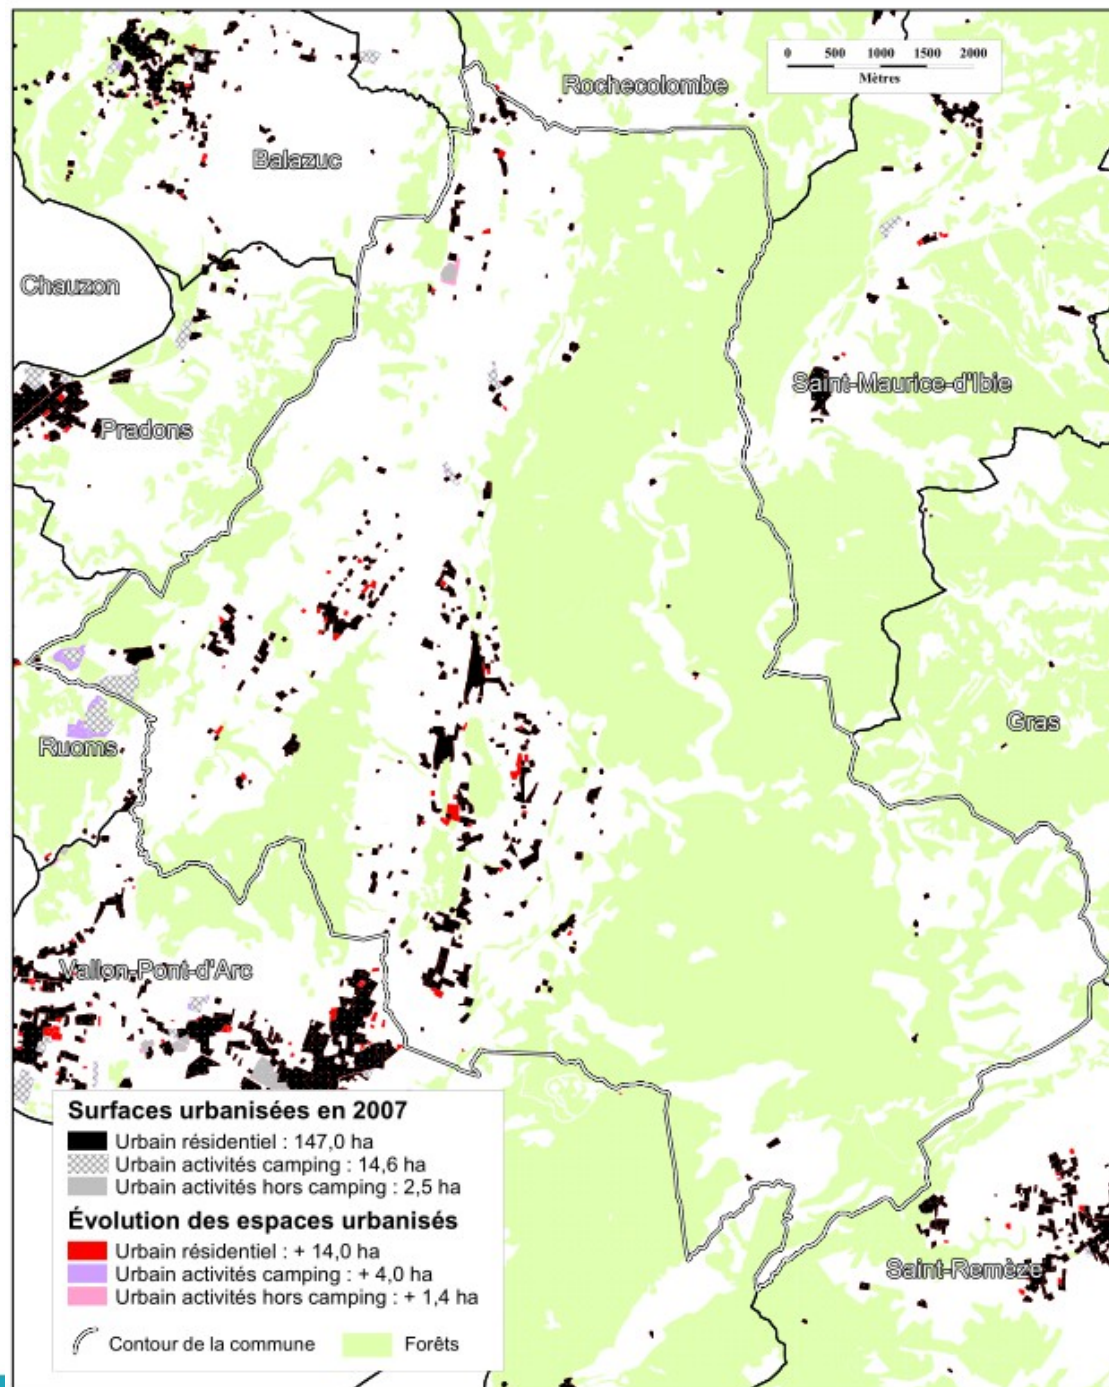 0 500 1000 1500 2000
Mètres
Rochecolombe
Balazuc
Chauzon
Saint-Maurice-d'Ibie
Pradons
Gras
Ruoms
Vallon-Pont-d'Arc
Surfaces urbanisées en 2007
Urbain résidentiel : 147,0 ha
Urbain activités camping : 14,6 ha
Urbain activités hors camping : 2,5 ha
Évolution des espaces urbanisés
Urbain résidentiel : + 14,0 ha
Urbain activités camping : + 4,0 ha
Urbain activités hors camping : + 1,4 ha
Contour de la commune Forêts
Saint-Remèze